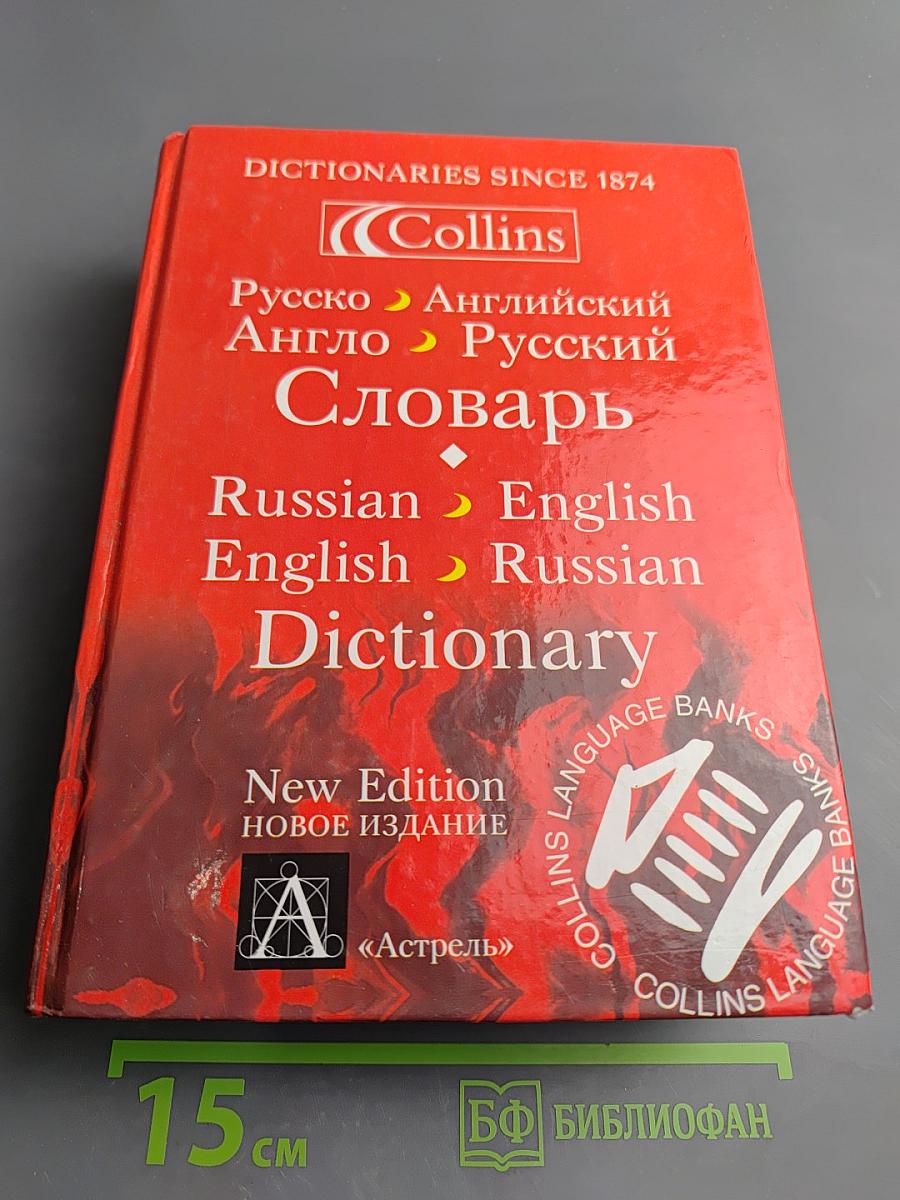 DICTIONARIES SINCE 1874
Collins
Русско Английский
Англо Русский
Словарь
Russian English
English Russian
Dictionary
New Edition
НОВОЕ ИЗДАНИЕ
А
«Астрель»
COLLINS LANGUAGE BANKS
COLLINS LANGUAGE BANKS
15 см
БФ БИБЛИОФАН